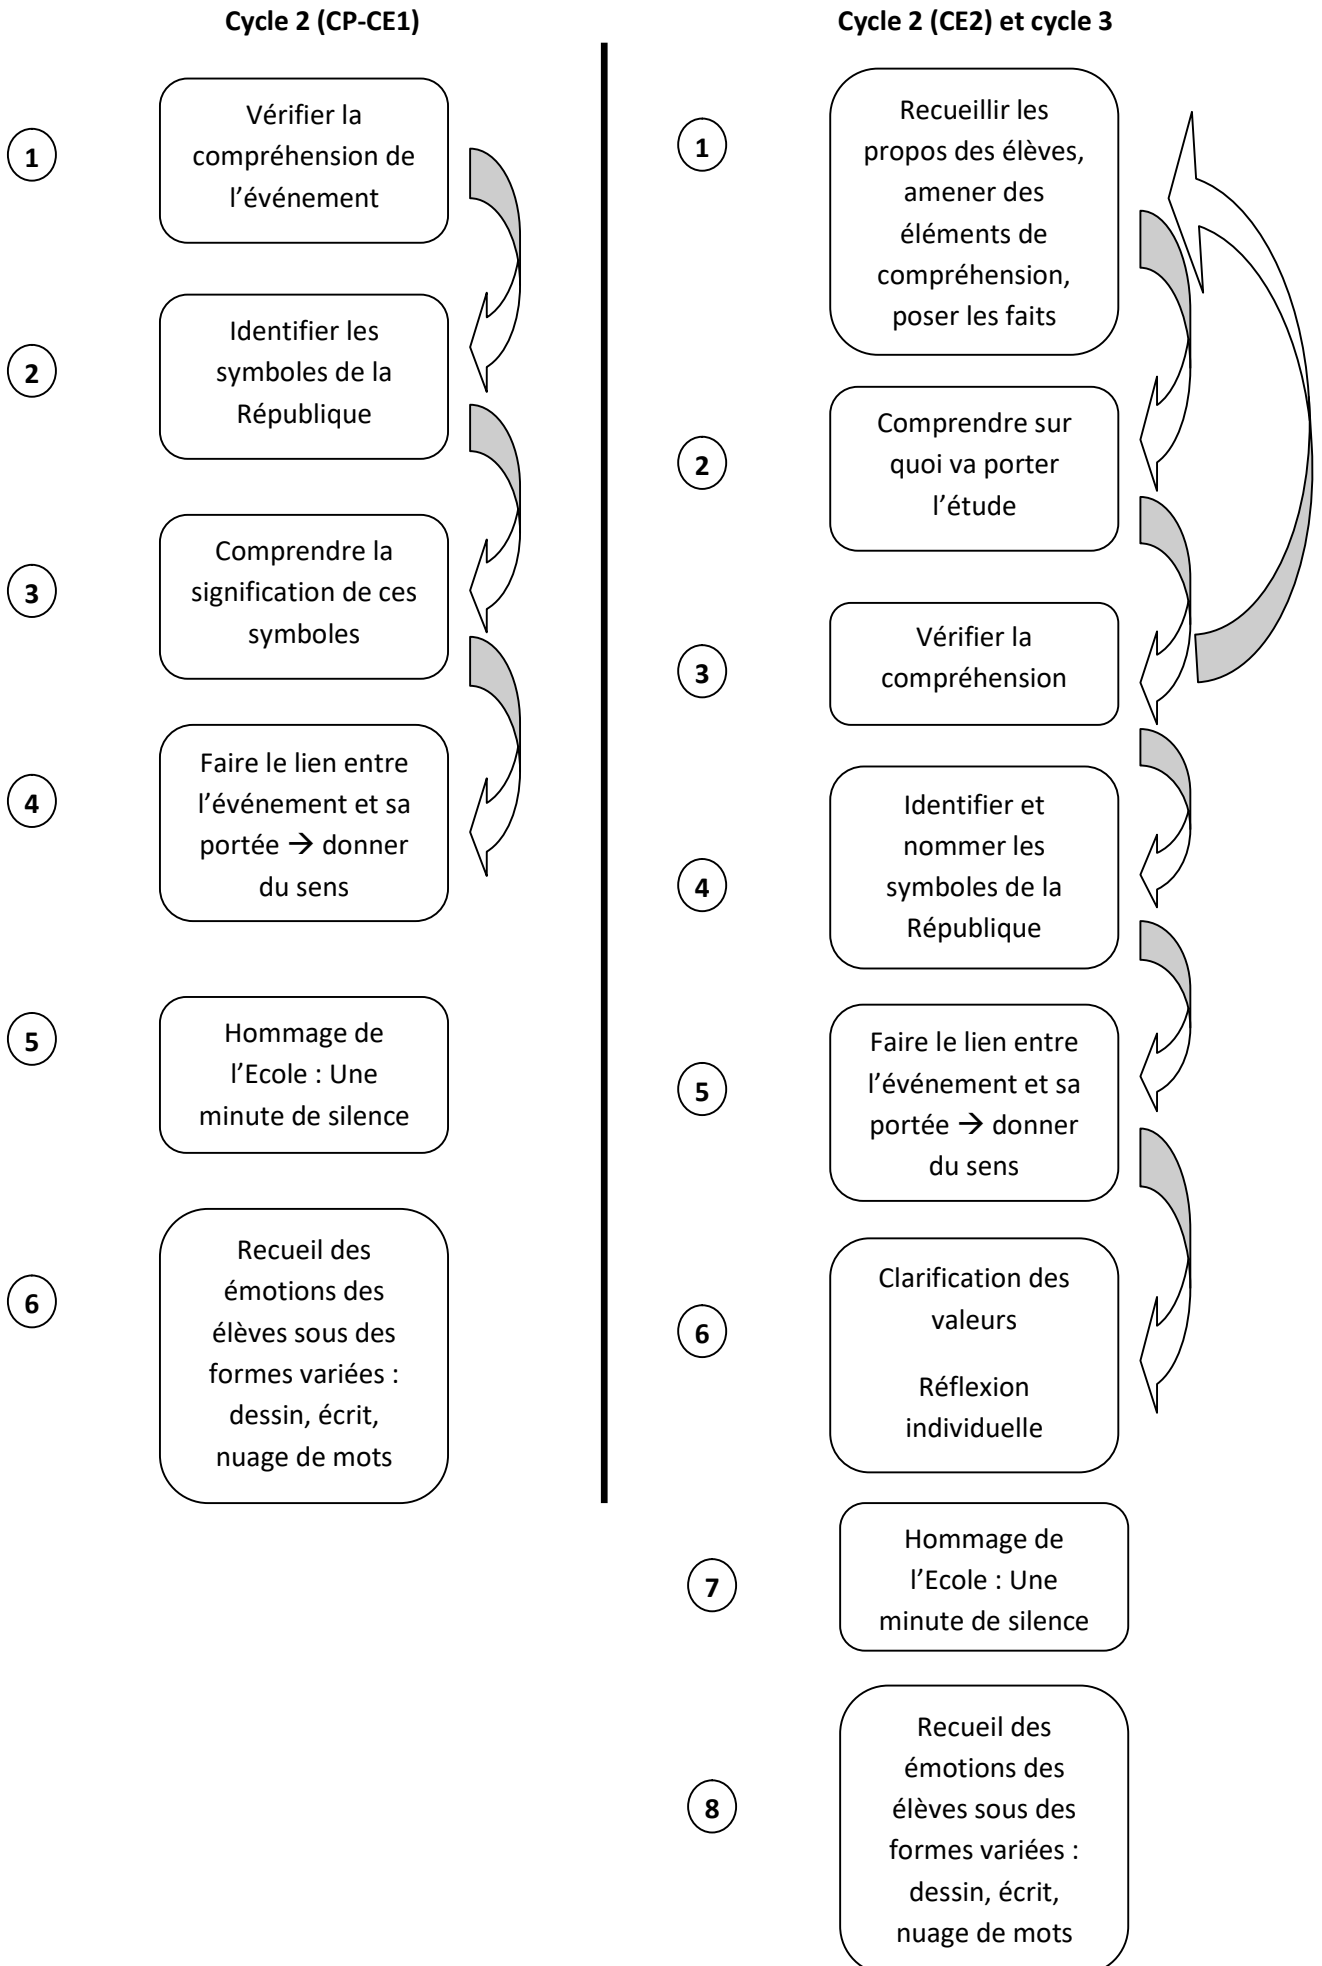 Cycle 2 (CP-CE1)
1
Vérifier la
compréhension de
l’événement
2
Identifier les
symboles de la
République
3
Comprendre la
signification de ces
symboles
4
Faire le lien entre
l’événement et sa
portée → donner
du sens
5
Hommage de
l’Ecole : Une
minute de silence
6
Recueil des
émotions des
élèves sous des
formes variées :
dessin, écrit,
nuage de mots
Cycle 2 (CE2) et cycle 3
1
Recueillir les
propos des élèves,
amener des
éléments de
compréhension,
poser les faits
2
Comprendre sur
quoi va porter
l’étude
3
Vérifier la
compréhension
4
Identifier et
nommer les
symboles de la
République
5
Faire le lien entre
l’événement et sa
portée → donner
du sens
6
Clarification des
valeurs
Réflexion
individuelle
7
Hommage de
l’Ecole : Une
minute de silence
8
Recueil des
émotions des
élèves sous des
formes variées :
dessin, écrit,
nuage de mots